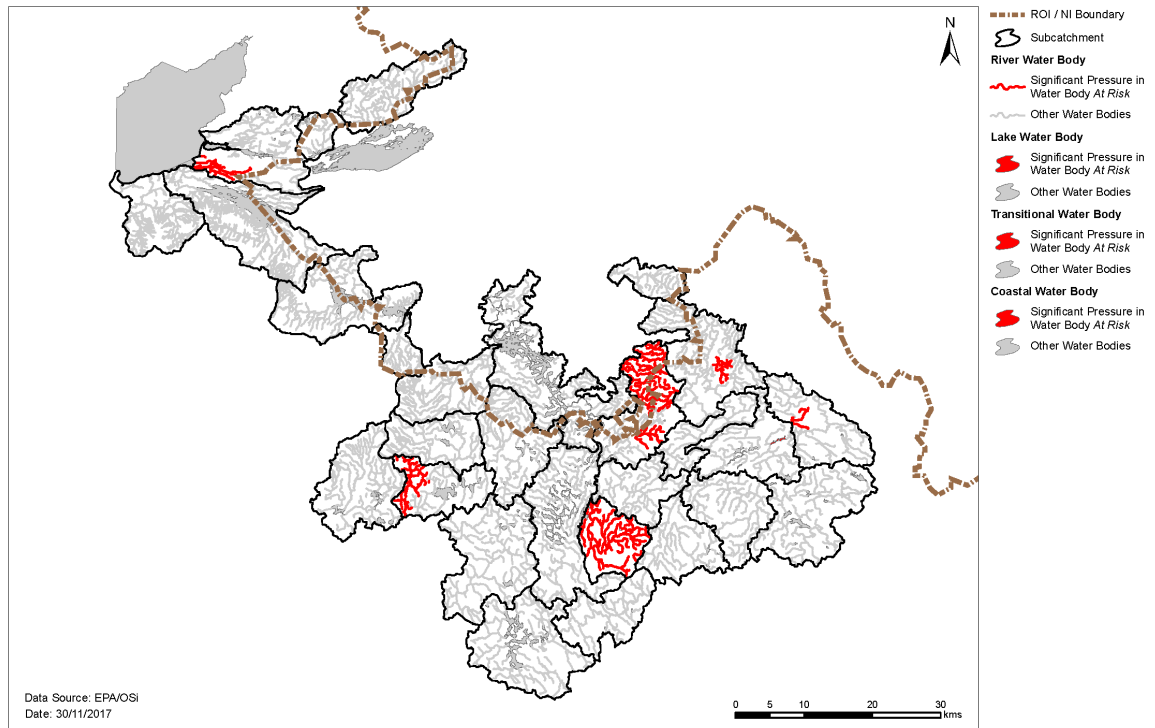 N
ROI / NI Boundary
Subcatchment
River Water Body
Significant Pressure in
Water Body At Risk
Other Water Bodies
Lake Water Body
Significant Pressure in
Water Body At Risk
Other Water Bodies
Transitional Water Body
Significant Pressure in
Water Body At Risk
Other Water Bodies
Coastal Water Body
Significant Pressure in
Water Body At Risk
Other Water Bodies
Data Source: EPA/OSi
Date: 30/11/2017
0 5 10 20 30
kms